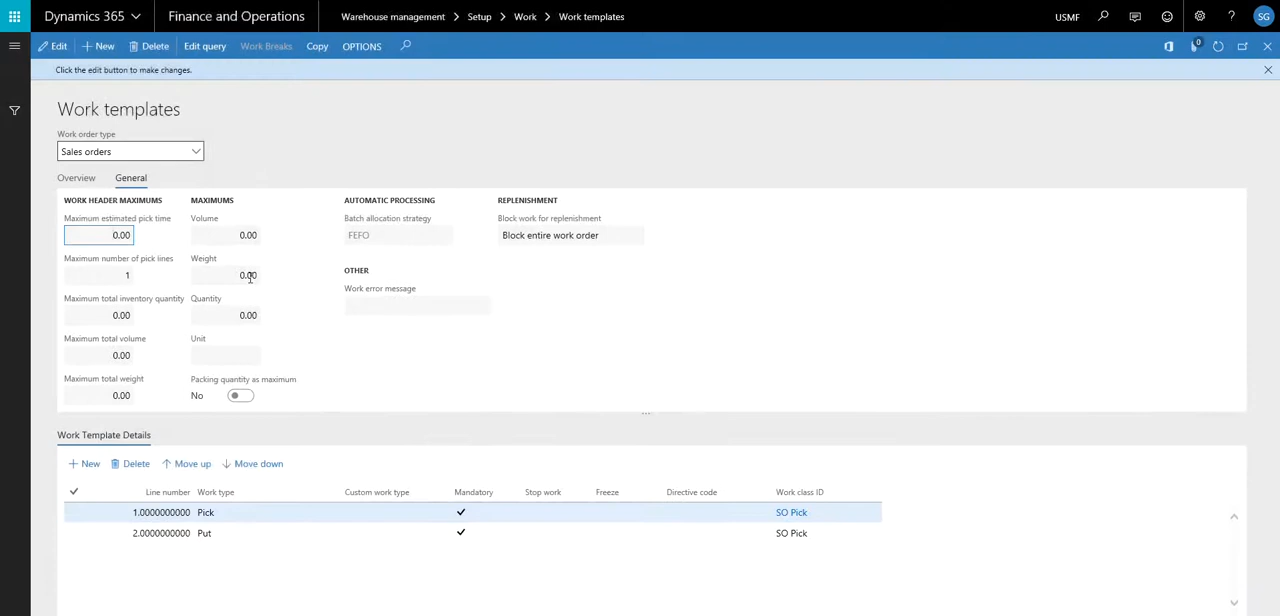 Dynamics 365 Finance and Operations Warehouse management Setup Work Work templates USMF ? SG
Edit New Delete Edit query Work Breaks Copy OPTIONS 0
Click the edit button to make changes.
Work templates
Work order type
Sales orders
Overview General
WORK HEADER MAXIMUMS MAXIMUMS AUTOMATIC PROCESSING REPLENISHMENT
Maximum estimated pick time Volume Batch allocation strategy Block work for replenishment
0.00 0.00 FEFO Block entire work order
Maximum number of pick lines Weight OTHER
1 0.00
Work error message
Maximum total inventory quantity Quantity
0.00 0.00
Maximum total volume Unit
0.00
Maximum total weight Packing quantity as maximum
0.00 No
Work Template Details
New Delete Move up Move down
Line number Work type Custom work type Mandatory Stop work Freeze Directive code Work class ID
1.0000000000 Pick SO Pick
2.0000000000 Put SO Pick